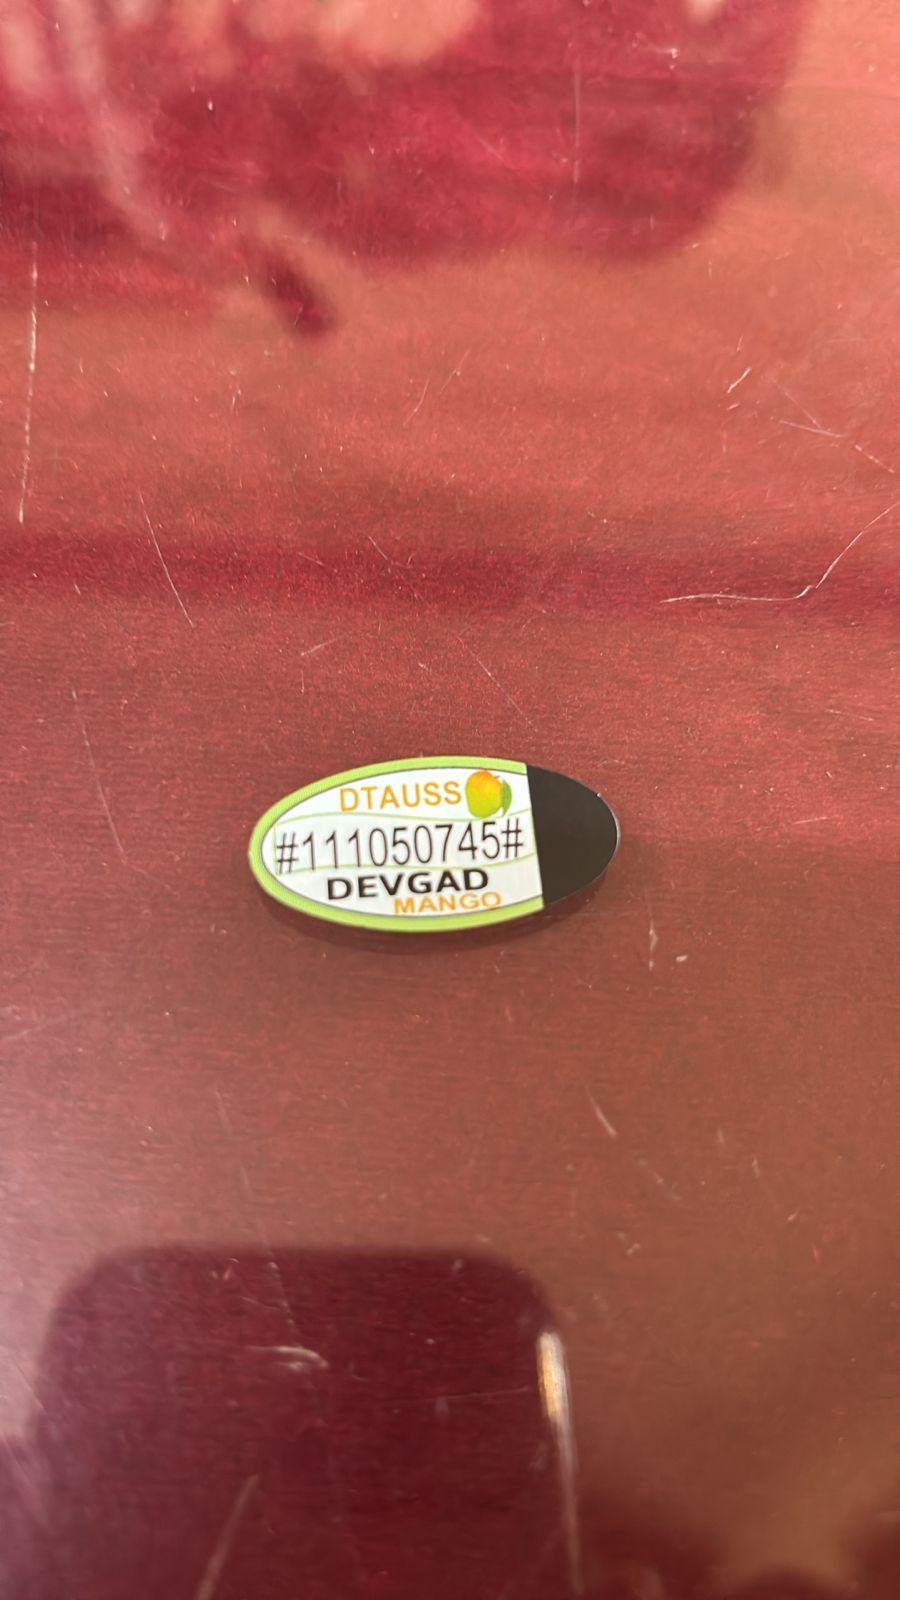 DTAUSS
#111050745#
DEVGAD
MANGO